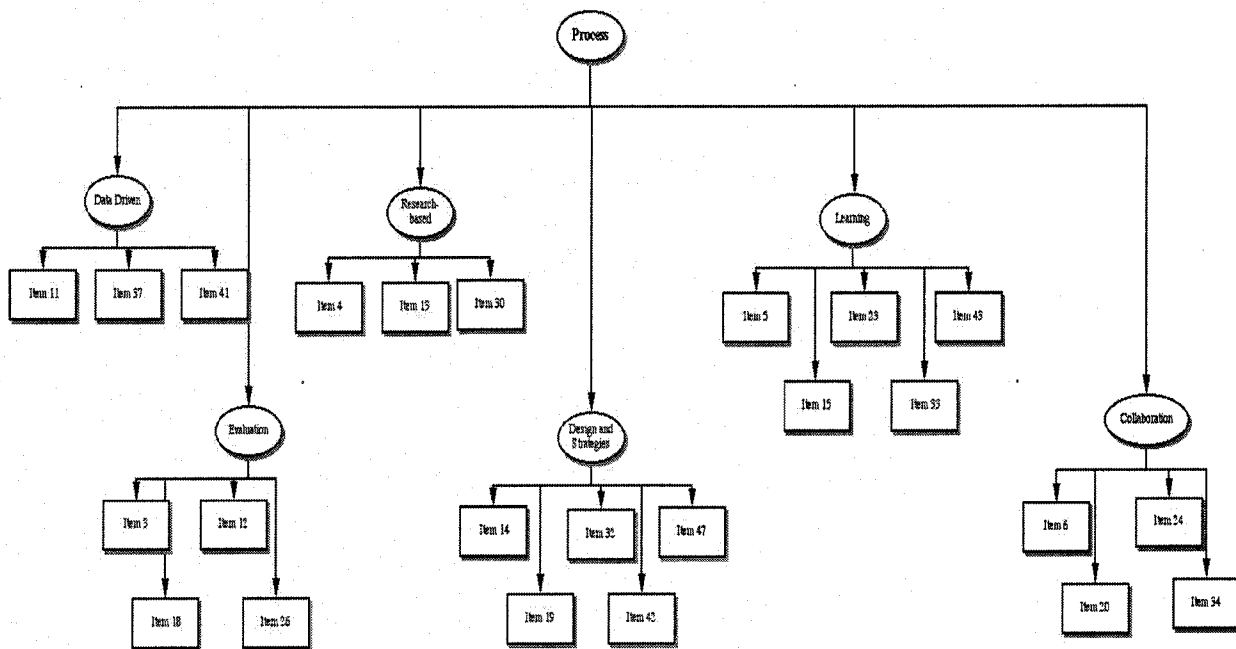 Process
Data Driven
Research-
based
Learning
Item 11
Item 37
Item 41
Item 4
Item 13
Item 30
Item 5
Item 23
Item 43
Item 15
Item 33
Evaluation
Design and
Strategies
Collaboration
Item 3
Item 12
Item 14
Item 32
Item 47
Item 6
Item 24
Item 18
Item 26
Item 19
Item 42
Item 20
Item 34